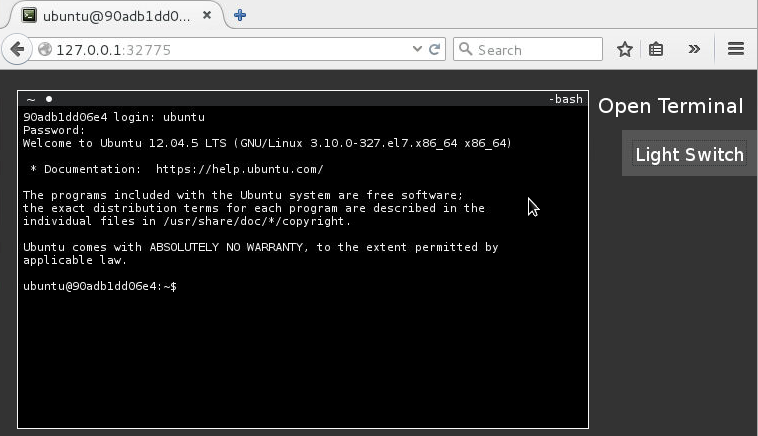 ubuntu@90adb1dd0...
127.0.0.1:32775
Search
~ -bash
Open Terminal
Light Switch
90adb1dd06e4 login: ubuntu
Password:
Welcome to Ubuntu 12.04.5 LTS (GNU/Linux 3.10.0-327.el7.x86_64 x86_64)
* Documentation:  https://help.ubuntu.com/
The programs included with the Ubuntu system are free software;
the exact distribution terms for each program are described in the
individual files in /usr/share/doc/*/copyright.
Ubuntu comes with ABSOLUTELY NO WARRANTY, to the extent permitted by
applicable law.
ubuntu@90adb1dd06e4:~$